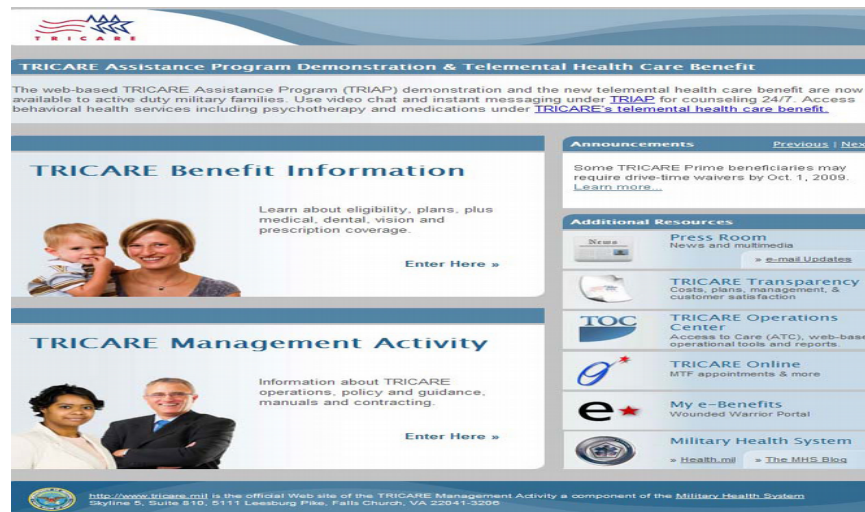 TRICARE
TRICARE Assistance Program Demonstration & Telemental Health Care Benefit
The web-based TRICARE Assistance Program (TRIAP) demonstration and the new telemental health care benefit are now
available to active duty military families. Use video chat and instant messaging under TRIAP for counseling 24/7. Access
behavioral health services including psychotherapy and medications under TRICARE's telemental health care benefit.
TRICARE Benefit Information
Learn about eligibility, plans, plus
medical, dental, vision and
prescription coverage.
Enter Here »
TRICARE Management Activity
Information about TRICARE
operations, policy and guidance,
manuals and contracting.
Enter Here »
Announcements Previous | Nex
Some TRICARE Prime beneficiaries may
require drive-time waivers by Oct. 1, 2009.
Learn more...
Additional Resources
News
Press Room
News and multimedia
» e-mail Updates
TRICARE Transparency
Costs, plans, management, &
customer satisfaction
TOC
TRICARE Operations
Center
Access to Care (ATC), web-base
operational tools and reports.
TRICARE Online
MTF appointments & more
e
My e-Benefits
Wounded Warrior Portal
Military Health System
» Health.mil » The MHS Blog
http://www.tricare.mil is the official Web site of the TRICARE Management Activity a component of the Military Health System
Skyline 5, Suite 810, 5111 Leesburg Pike, Falls Church, VA 22041-3206